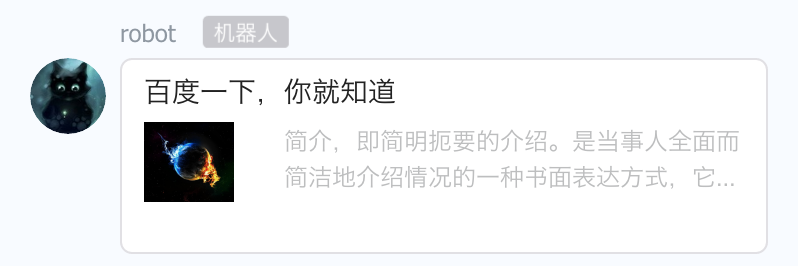 robot 机器人
百度一下，你就知道
简介，即简明扼要的介绍。是当事人全面而
简洁地介绍情况的一种书面表达方式，它...